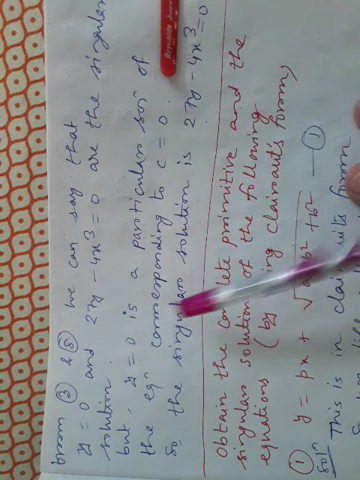 From ③ & ⑧ we can say that
y = 0 and 27y - 4x³ = 0 are the singular
solution.
but, y = 0 is a particular solⁿ of
the eqⁿ corresponding to c = 0.
So the singular solution is 27y - 4x³ = 0
Obtain the complete primitive and the
singular solution of the following
equations (by using clairaut's form)
① y = px + √ +b² — ①
Solⁿ This is in clairaut's form